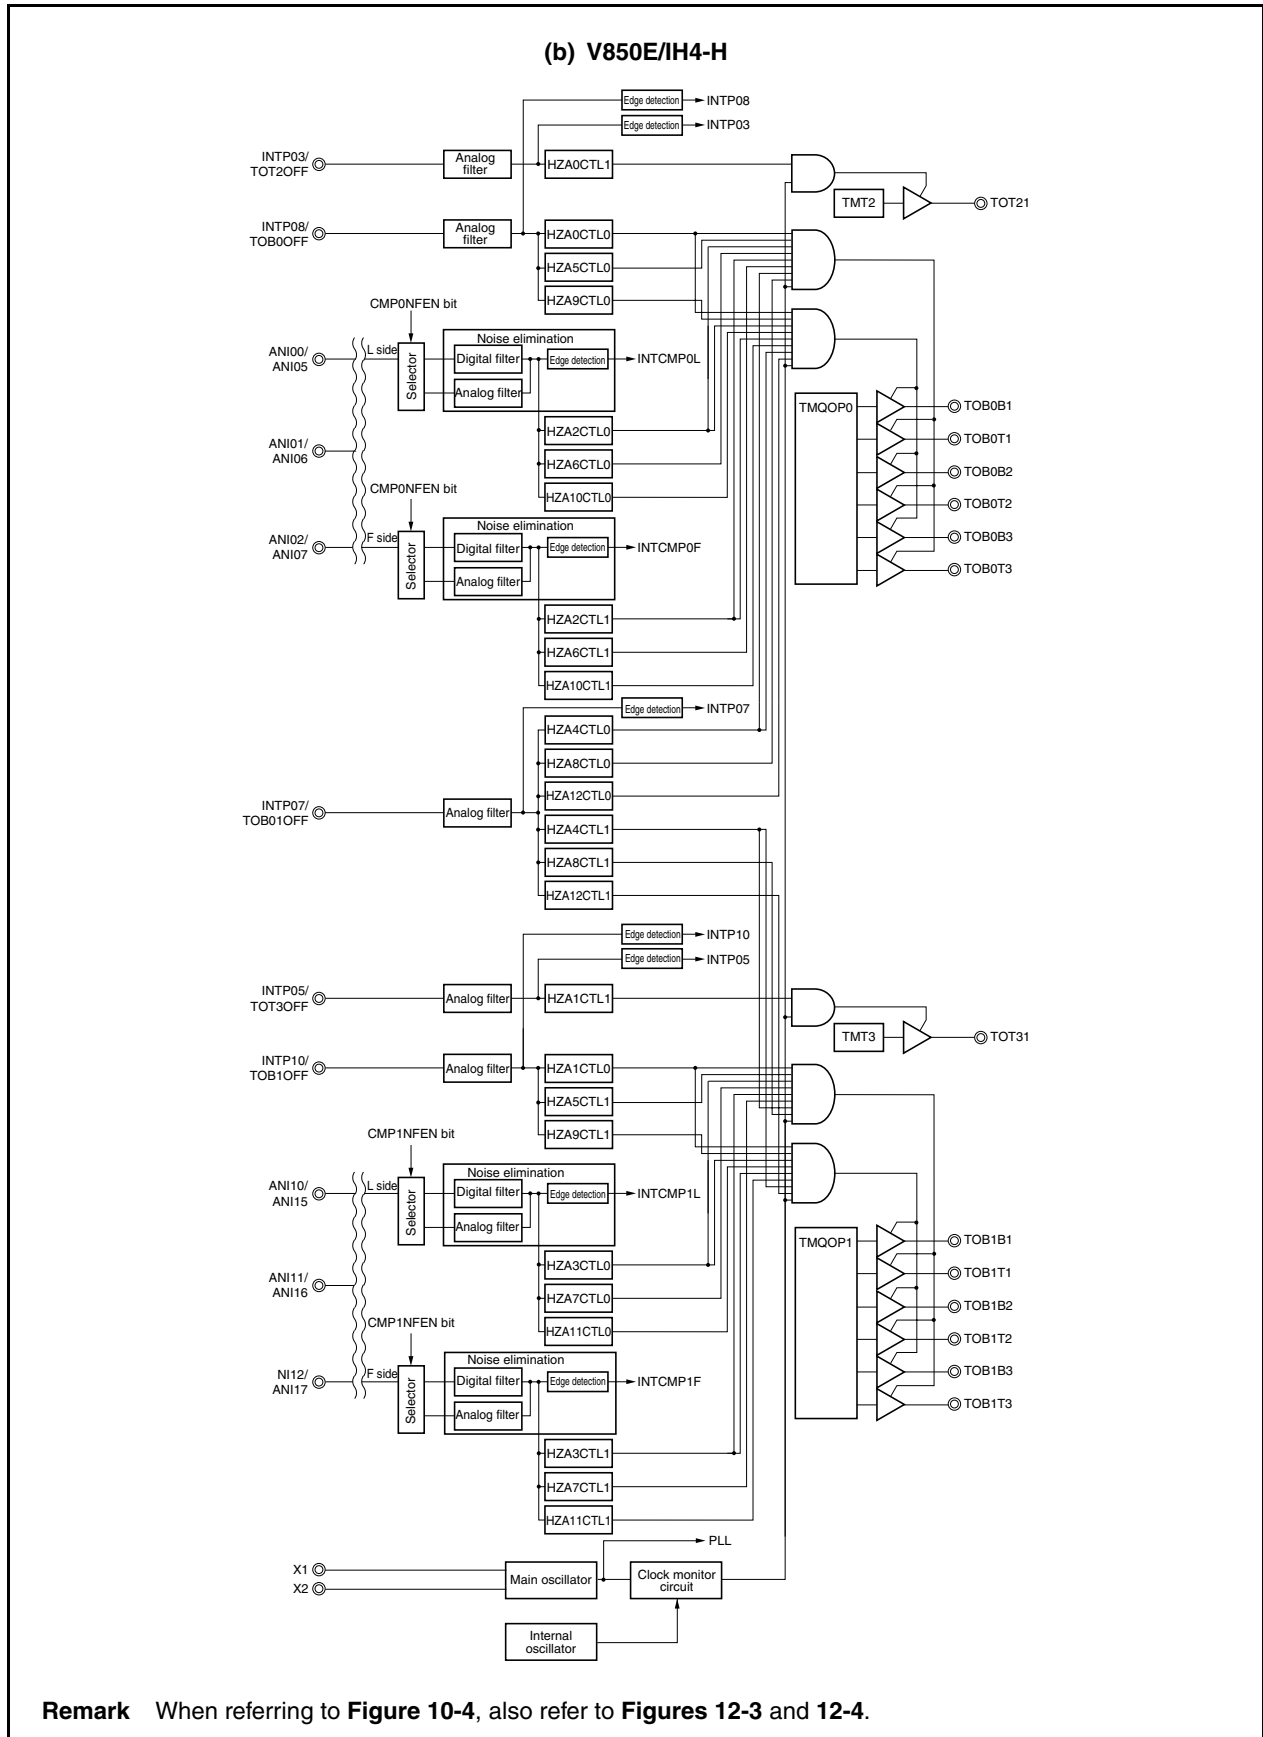 (b) V850E/IH4-H
Edge detection
INTP08
Edge detection
INTP03
INTP03/
TOT2OFF
Analog
filter
HZA0CTL1
TMT2
TOT21
INTP08/
TOB0OFF
Analog
filter
HZA0CTL0
HZA5CTL0
HZA9CTL0
CMP0NFEN bit
Noise elimination
ANI00/
ANI05
L side
Selector
Digital filter
Edge detection
INTCMP0L
Analog filter
TMQOP0
TOB0B1
HZA2CTL0
TOB0T1
ANI01/
ANI06
HZA6CTL0
TOB0B2
CMP0NFEN bit
HZA10CTL0
TOB0T2
Noise elimination
ANI02/
ANI07
F side
Selector
Digital filter
Edge detection
INTCMP0F
TOB0B3
Analog filter
TOB0T3
HZA2CTL1
HZA6CTL1
HZA10CTL1
Edge detection
INTP07
HZA4CTL0
HZA8CTL0
HZA12CTL0
INTP07/
TOB01OFF
Analog filter
HZA4CTL1
HZA8CTL1
HZA12CTL1
Edge detection
INTP10
Edge detection
INTP05
INTP05/
TOT3OFF
Analog filter
HZA1CTL1
TMT3
TOT31
INTP10/
TOB1OFF
Analog filter
HZA1CTL0
HZA5CTL1
HZA9CTL1
CMP1NFEN bit
Noise elimination
ANI10/
ANI15
L side
Selector
Digital filter
Edge detection
INTCMP1L
Analog filter
TMQOP1
TOB1B1
HZA3CTL0
TOB1T1
ANI11/
ANI16
HZA7CTL0
TOB1B2
CMP1NFEN bit
HZA11CTL0
TOB1T2
Noise elimination
NI12/
ANI17
F side
Selector
Digital filter
Edge detection
INTCMP1F
TOB1B3
Analog filter
TOB1T3
HZA3CTL1
HZA7CTL1
HZA11CTL1
PLL
X1
X2
Main oscillator
Clock monitor
circuit
Internal
oscillator
Remark When referring to Figure 10-4, also refer to Figures 12-3 and 12-4.